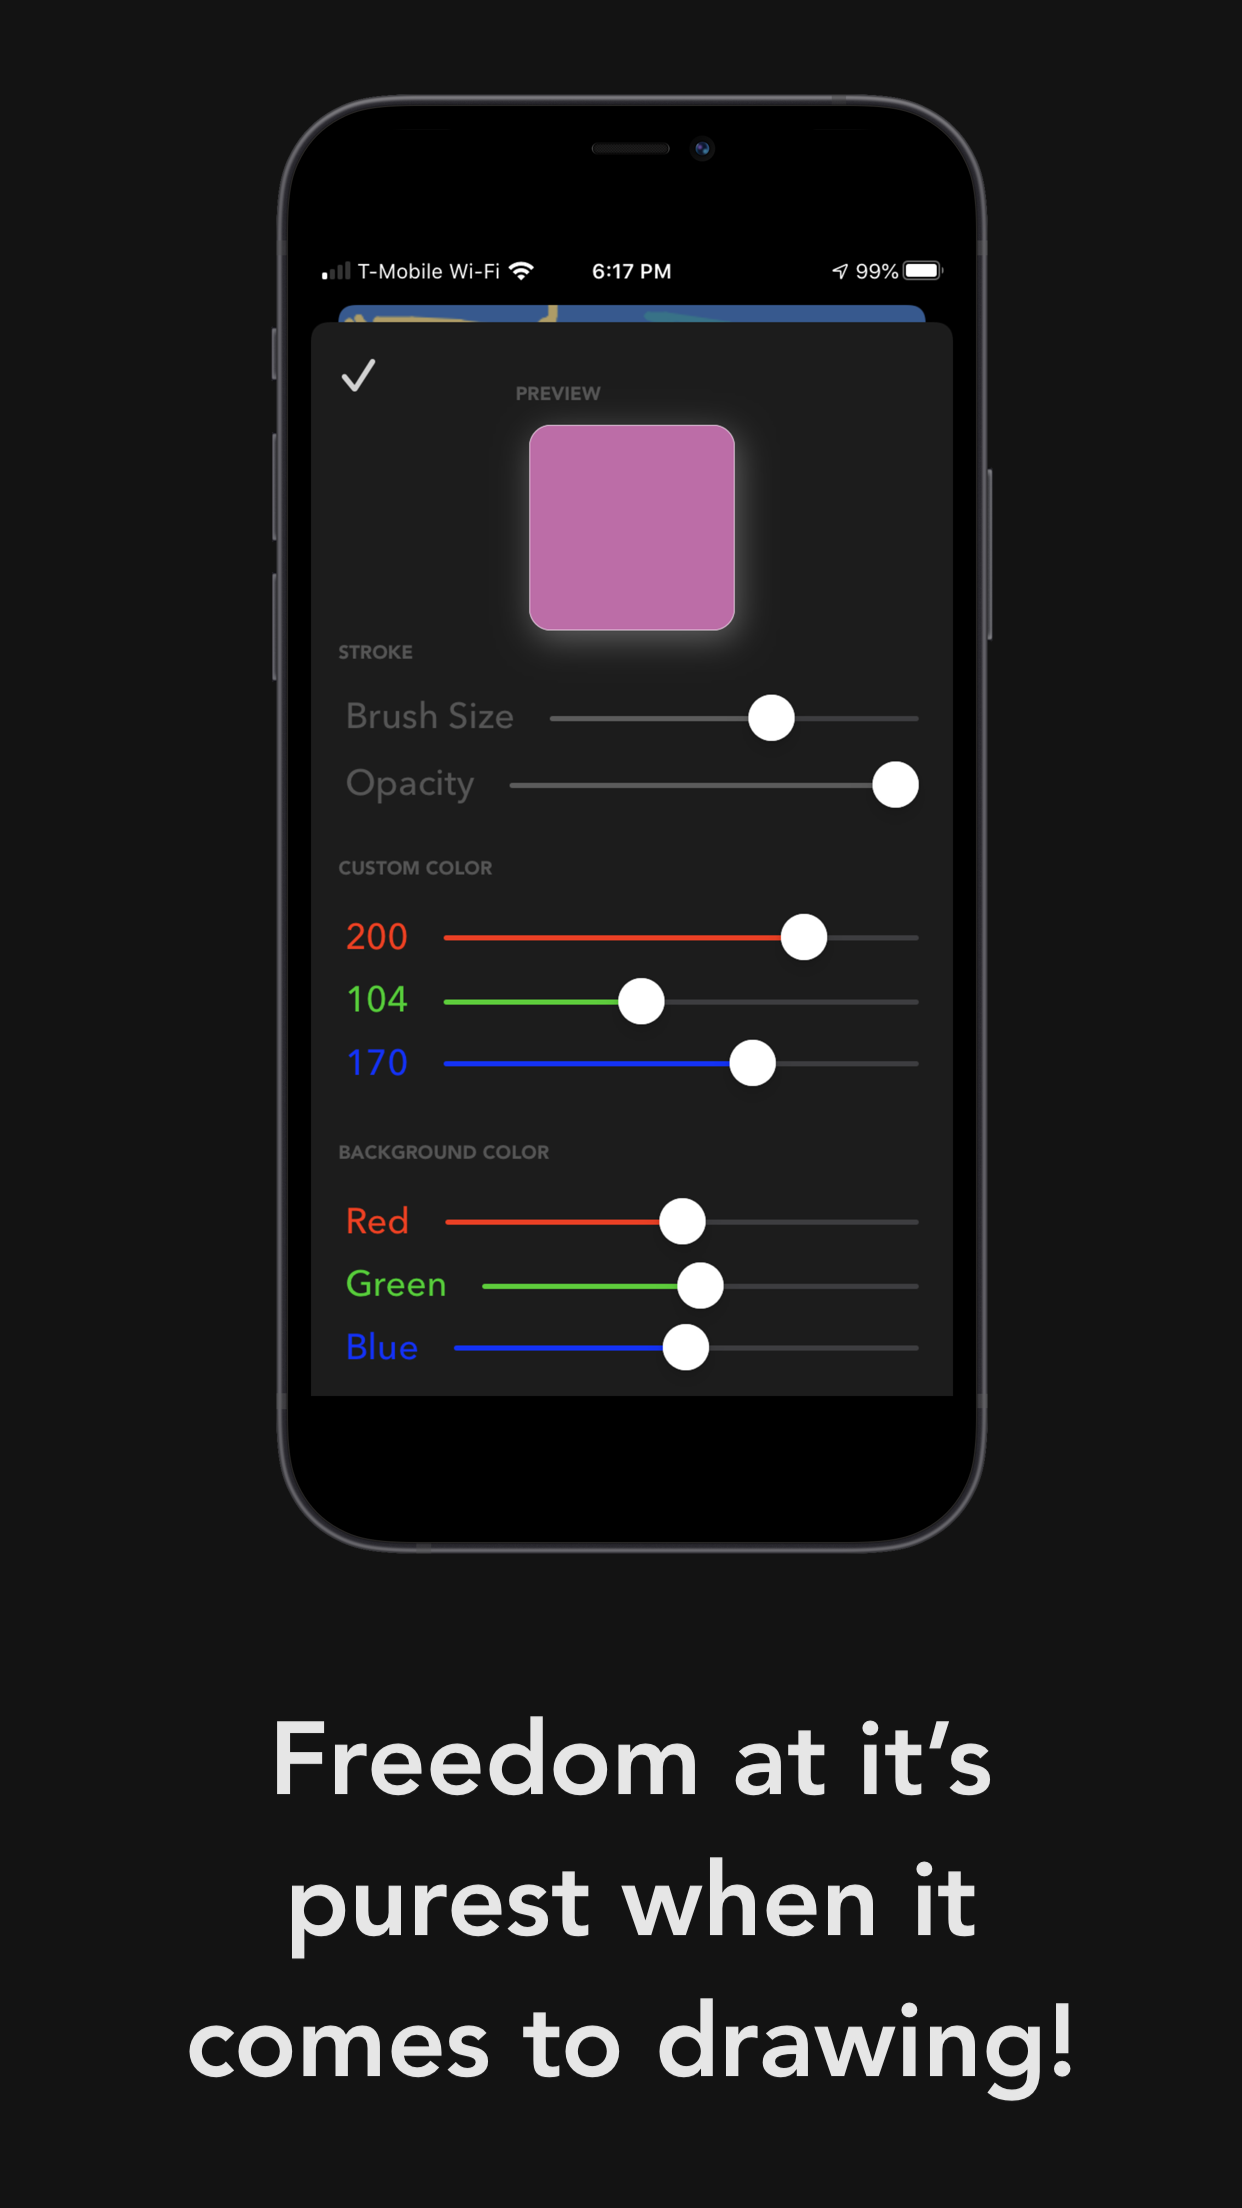 T-Mobile Wi-Fi 6:17 PM 99%
PREVIEW
STROKE
Brush Size
Opacity
CUSTOM COLOR
200
104
170
BACKGROUND COLOR
Red
Green
Blue
Freedom at it’s
purest when it
comes to drawing!